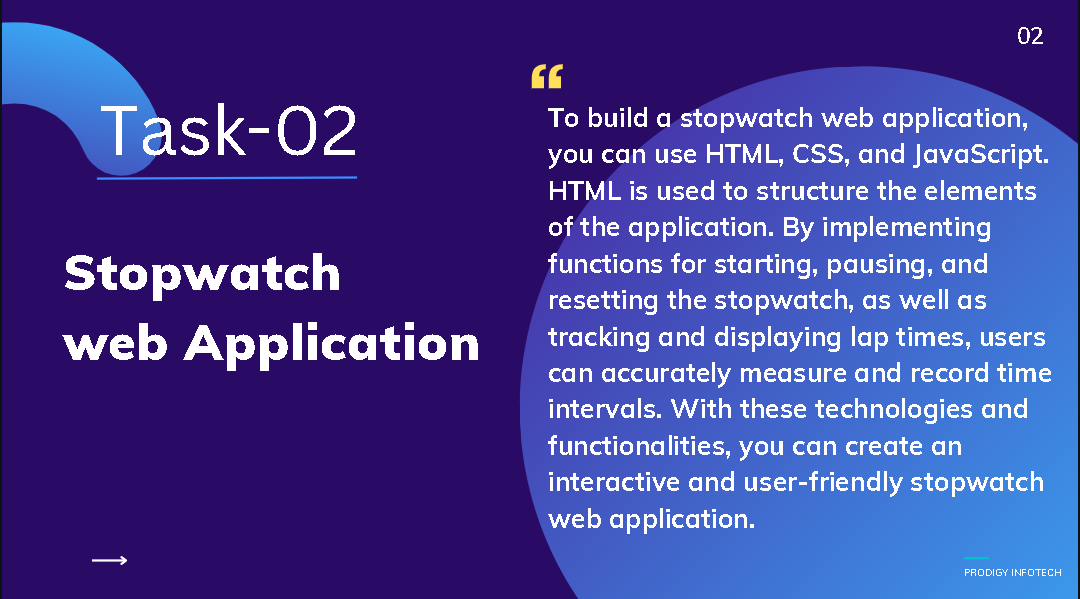 02
Task-02
Stopwatch
web Application
“
To build a stopwatch web application,
you can use HTML, CSS, and JavaScript.
HTML is used to structure the elements
of the application. By implementing
functions for starting, pausing, and
resetting the stopwatch, as well as
tracking and displaying lap times, users
can accurately measure and record time
intervals. With these technologies and
functionalities, you can create an
interactive and user-friendly stopwatch
web application.
PRODIGY INFOTECH